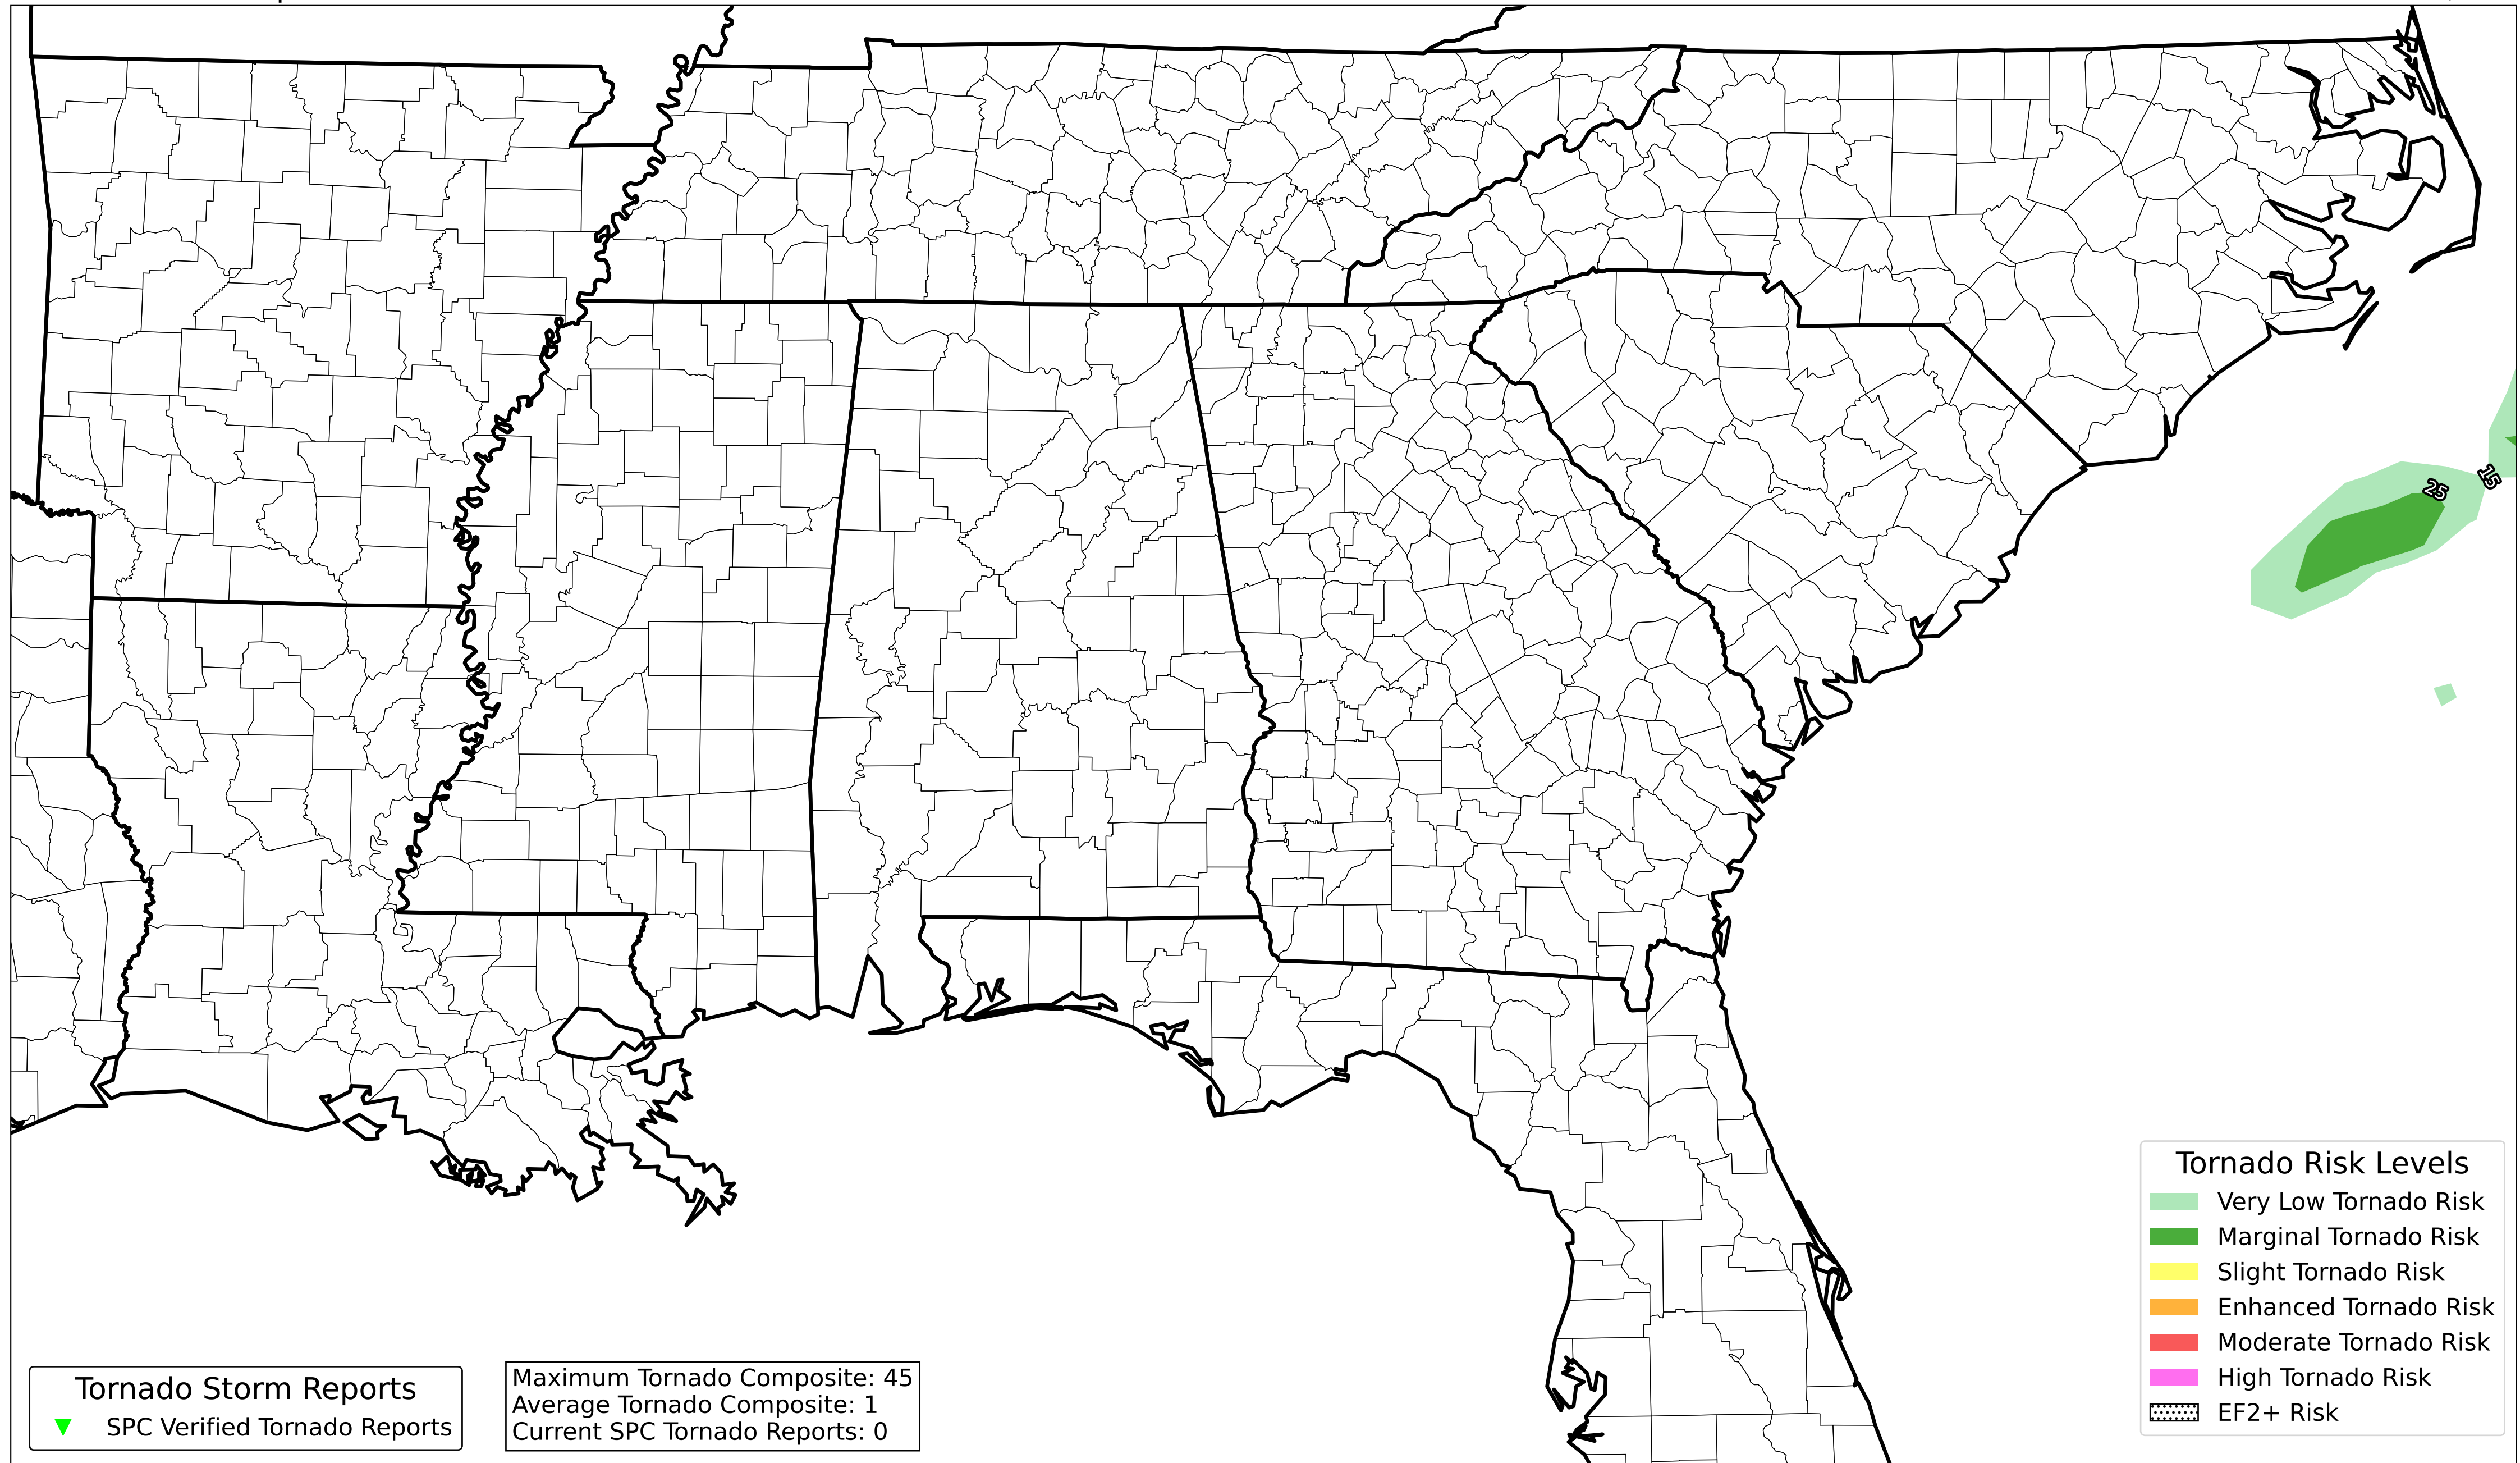 15
25
Tornado Risk Levels
Very Low Tornado Risk
Marginal Tornado Risk
Slight Tornado Risk
Enhanced Tornado Risk
Moderate Tornado Risk
High Tornado Risk
EF2+ Risk
Tornado Storm Reports
SPC Verified Tornado Reports
Maximum Tornado Composite: 45
Average Tornado Composite: 1
Current SPC Tornado Reports: 0